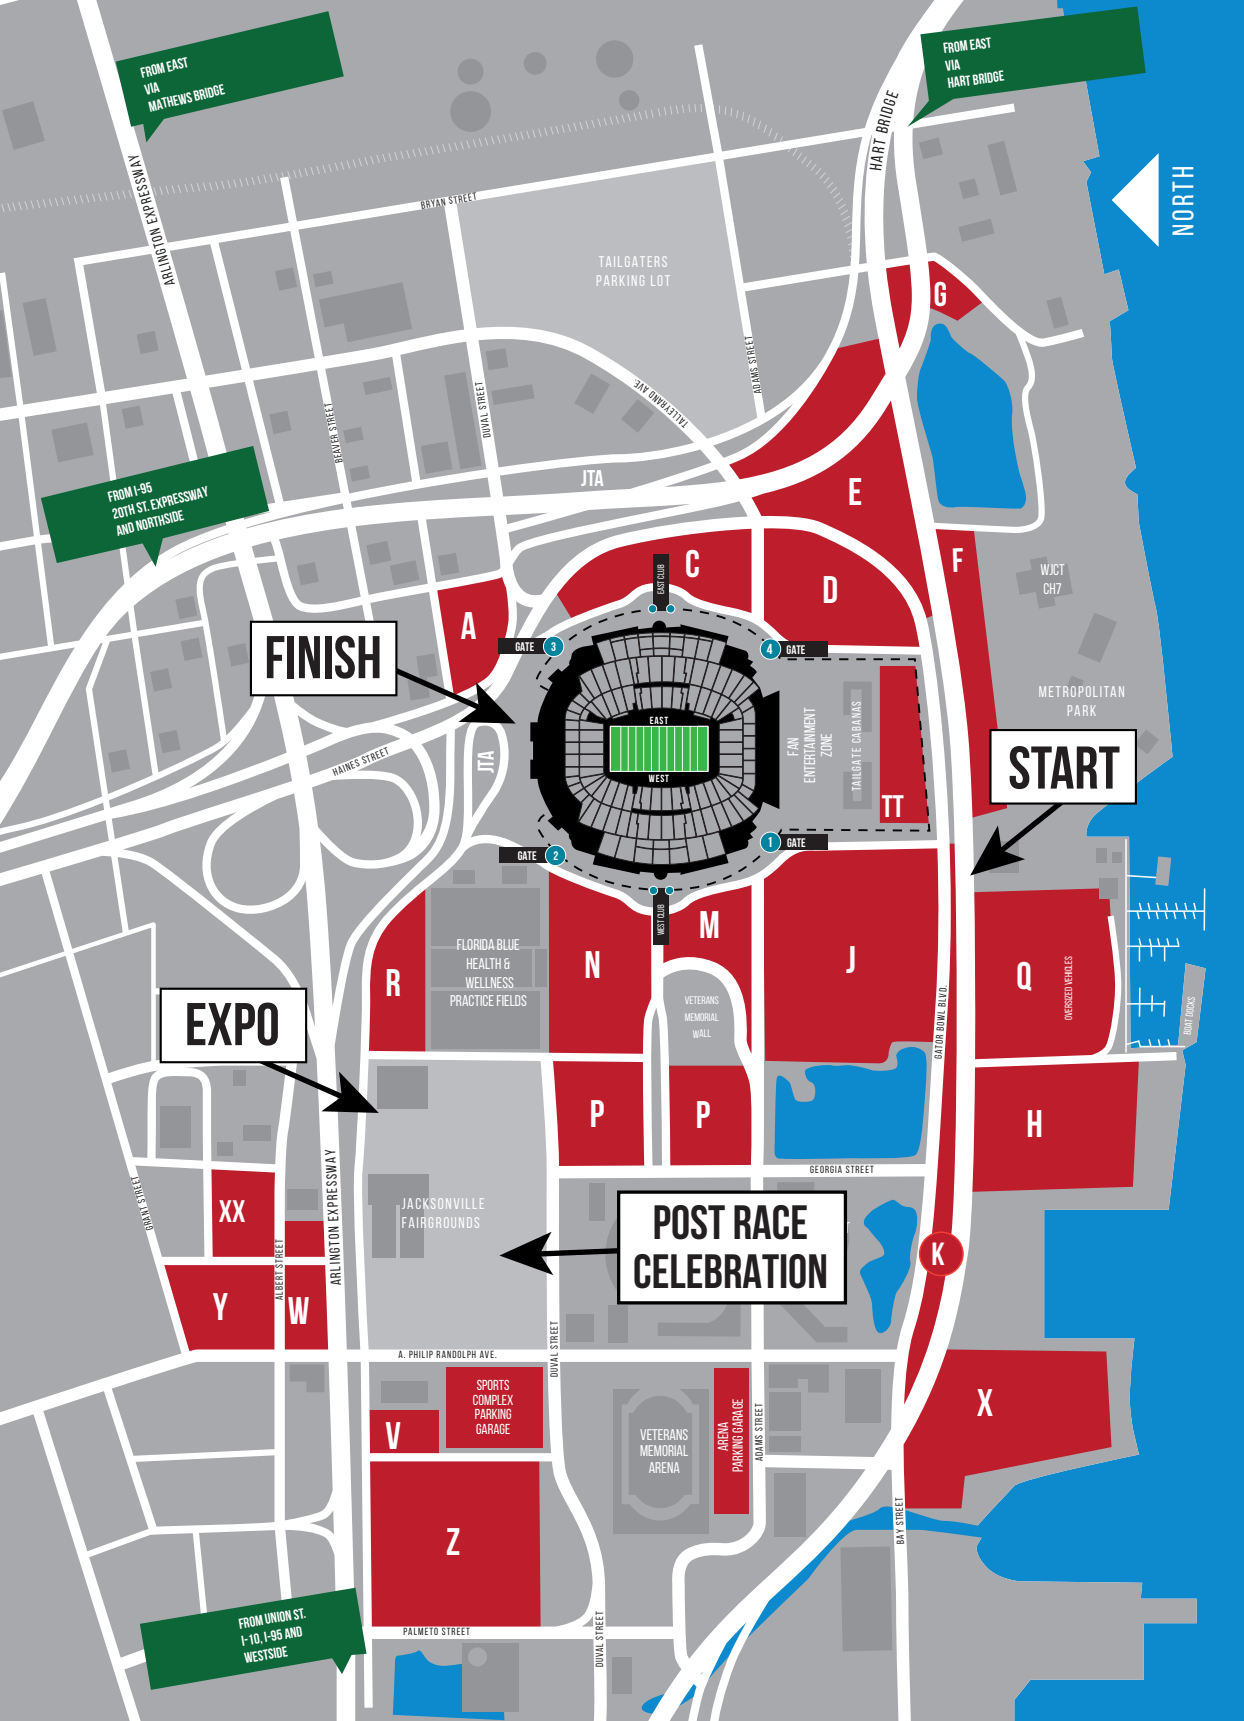 FROM EAST
VIA
MATHEWS BRIDGE
FROM EAST
VIA
HART BRIDGE
HART BRIDGE
NORTH
ARLINGTON EXPRESSWAY
BRYAN STREET
TAILGATERS
PARKING LOT
G
ADAMS STREET
TALLEYRAND AVE.
DUVAL STREET
BEAVER STREET
FROM I-95
20TH ST. EXPRESSWAY
AND NORTHSIDE
JTA
E
F
C
D
WJCT
CH7
A
EAST CLUB
GATE 3
4 GATE
FINISH
METROPOLITAN
PARK
EAST
WEST
FAN
ENTERTAINMENT
ZONE
TAILGATE CABANAS
TT
START
HAINES STREET
JTA
GATE 2
1 GATE
WEST CLUB
M
N
J
R
FLORIDA BLUE
HEALTH &
WELLNESS
PRACTICE FIELDS
VETERANS
MEMORIAL
WALL
Q
OVERSIZED VEHICLES
BOAT DOCKS
GATOR BOWL BLVD.
EXPO
P
P
H
GEORGIA STREET
GRANT STREET
XX
ARLINGTON EXPRESSWAY
JACKSONVILLE
FAIRGROUNDS
POST RACE
CELEBRATION
K
ALBERT STREET
Y
W
A. PHILIP RANDOLPH AVE.
DUVAL STREET
SPORTS
COMPLEX
PARKING
GARAGE
V
VETERANS
MEMORIAL
ARENA
ARENA
PARKING GARAGE
ADAMS STREET
X
BAY STREET
Z
FROM UNION ST.
I-10, I-95 AND
WESTSIDE
PALMETO STREET
DUVAL STREET